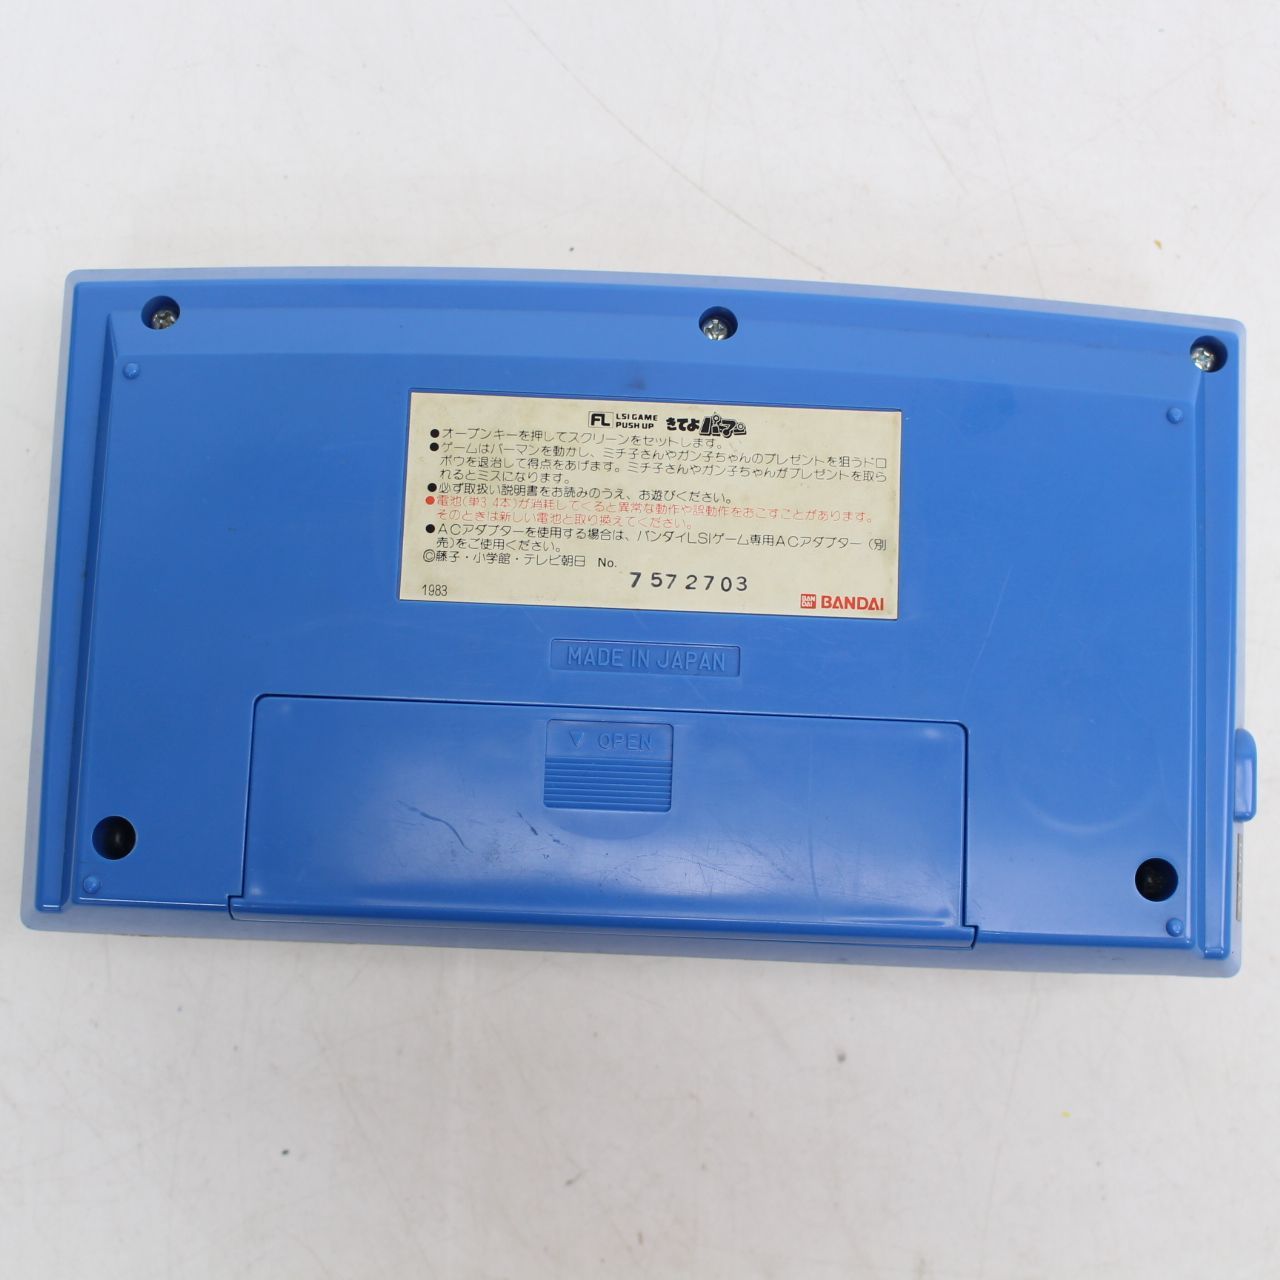 FL LSI GAME PUSH UP きてよパーマン
●オープンキーを押してスクリーンをセットします。
●ゲームはパーマンを動かし、ミチ子さんやガン子ちゃんのプレゼントを狙うドロ
ボウを退治して得点をあげます。ミチ子さんやガン子ちゃんがプレゼントを取ら
れるとミスになります。
●必ず取扱い説明書をお読みのうえ、お遊びください。
●電池(単3 4本)が消耗してくると異常な動作や誤動作をおこすことがあります。
そのときは新しい電池と取り換えてください。
●ACアダプターを使用する場合は、バンダイLSIゲーム専用ACアダプター(別
売)をご使用ください。
©藤子・小学館・テレビ朝日 No.
7572703
1983 BANDAI BANDAI
MADE IN JAPAN
▽ OPEN